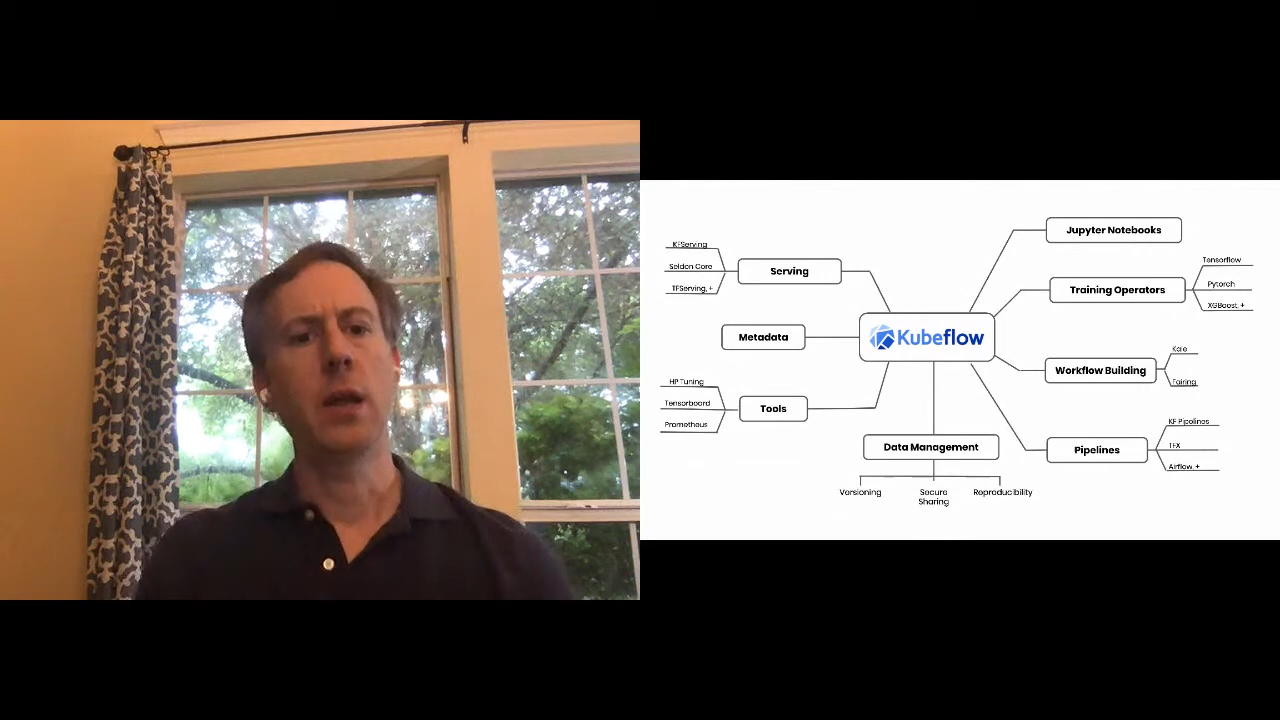 Jupyter Notebooks
KFServing
Seldon Core
TFServing, +
Serving
Training Operators
Tensorflow
Pytorch
XGBoost, +
Metadata
Kubeflow
Workflow Building
Kale
Fairing
HP Tuning
Tensorboard
Prometheus
Tools
Data Management
Versioning
Secure
Sharing
Reproducibility
Pipelines
KF Pipelines
TFX
Airflow, +